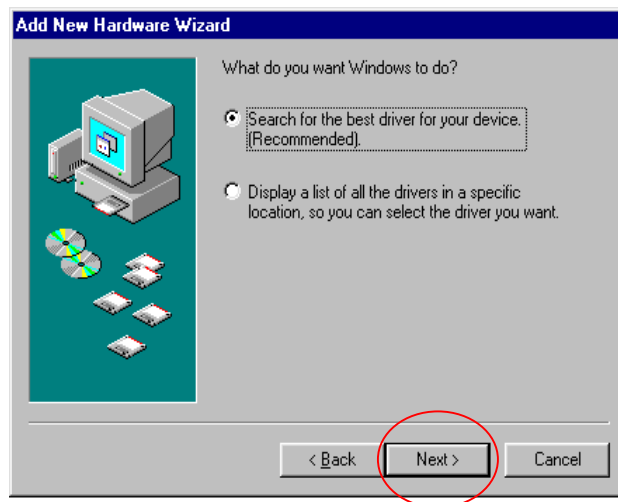 Add New Hardware Wizard
What do you want Windows to do?
Search for the best driver for your device.
(Recommended).
Display a list of all the drivers in a specific
location, so you can select the driver you want.
< Back
Next >
Cancel